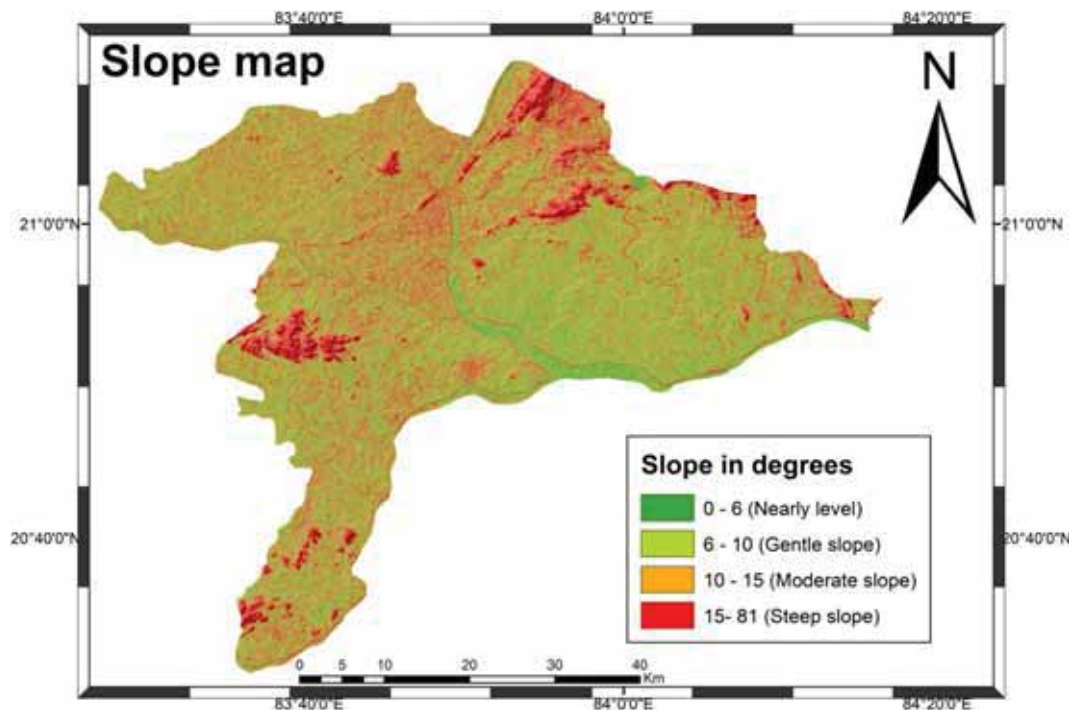 83°40'0"E 84°0'0"E 84°20'0"E
Slope map
N
21°0'0"N 21°0'0"N
Slope in degrees
0 - 6 (Nearly level)
6 - 10 (Gentle slope)
10 - 15 (Moderate slope)
15- 81 (Steep slope)
20°40'0"N 20°40'0"N
0 5 10 20 30 40
Km
83°40'0"E 84°0'0"E 84°20'0"E